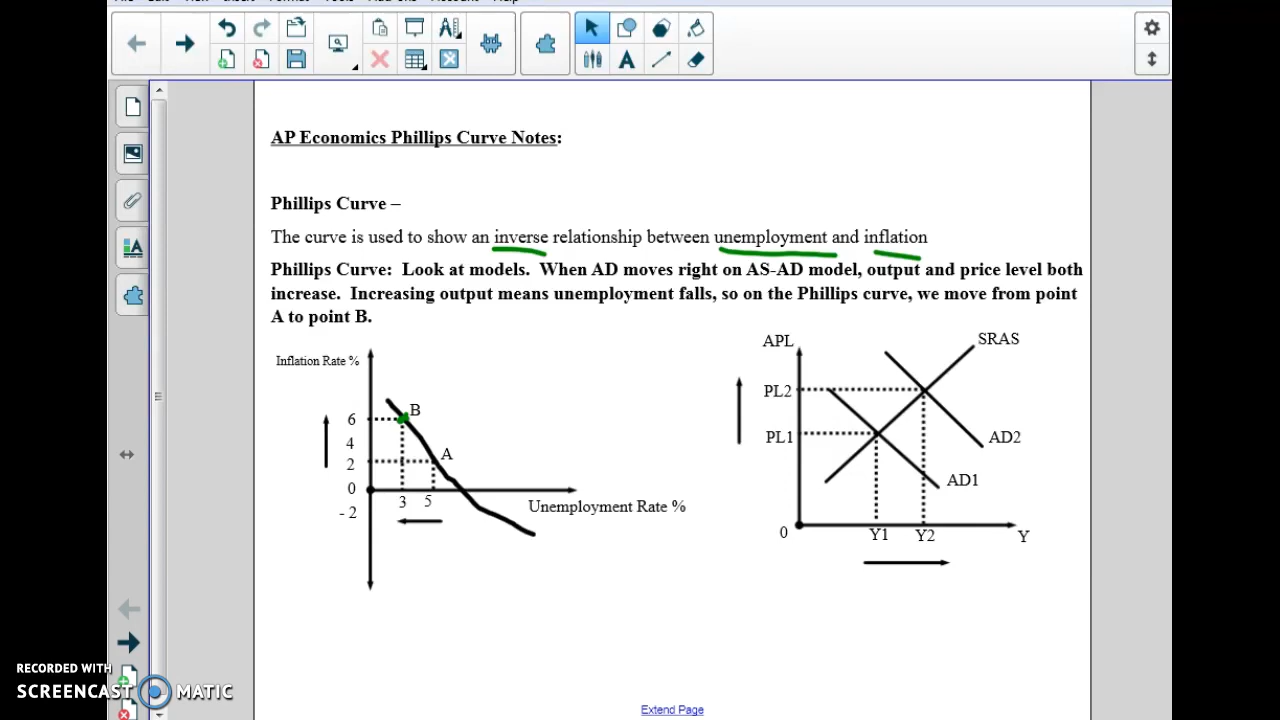 AP Economics Phillips Curve Notes:
Phillips Curve –
The curve is used to show an inverse relationship between unemployment and inflation
Phillips Curve: Look at models. When AD moves right on AS-AD model, output and price level both
increase. Increasing output means unemployment falls, so on the Phillips curve, we move from point
A to point B.
Inflation Rate %
6
4
2
0
- 2
B
A
3 5
Unemployment Rate %
APL
SRAS
PL2
PL1
AD2
AD1
0
Y1 Y2
Y
RECORDED WITH
SCREENCAST MATIC
Extend Page